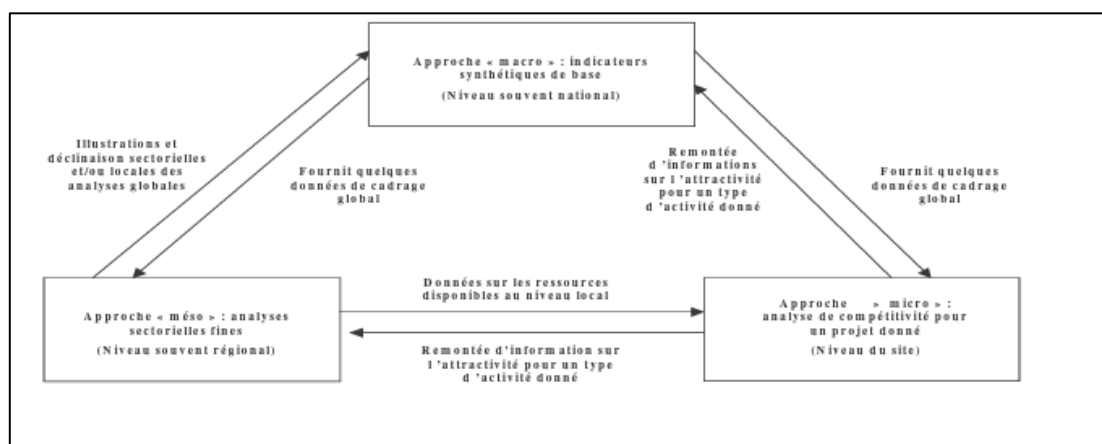 Approche « macro » : indicateurs
synthétiques de base
(Niveau souvent national)
Illustrations et
déclinaison sectorielles
et/ou locales des
analyses globales
Fournit quelques
données de cadrage
global
Remontée
d 'informations
sur l 'attractivité
pour un type
d 'activité donné
Fournit quelques
données de cadrage
global
Approche « méso » : analyses
sectorielles fines
(Niveau souvent régional)
Données sur les ressources
disponibles au niveau local
Remontée d'information sur
l 'attractivité pour un type
d 'activité donné
Approche » micro » :
analyse de compétitivité pour
un projet donné
(Niveau du site)